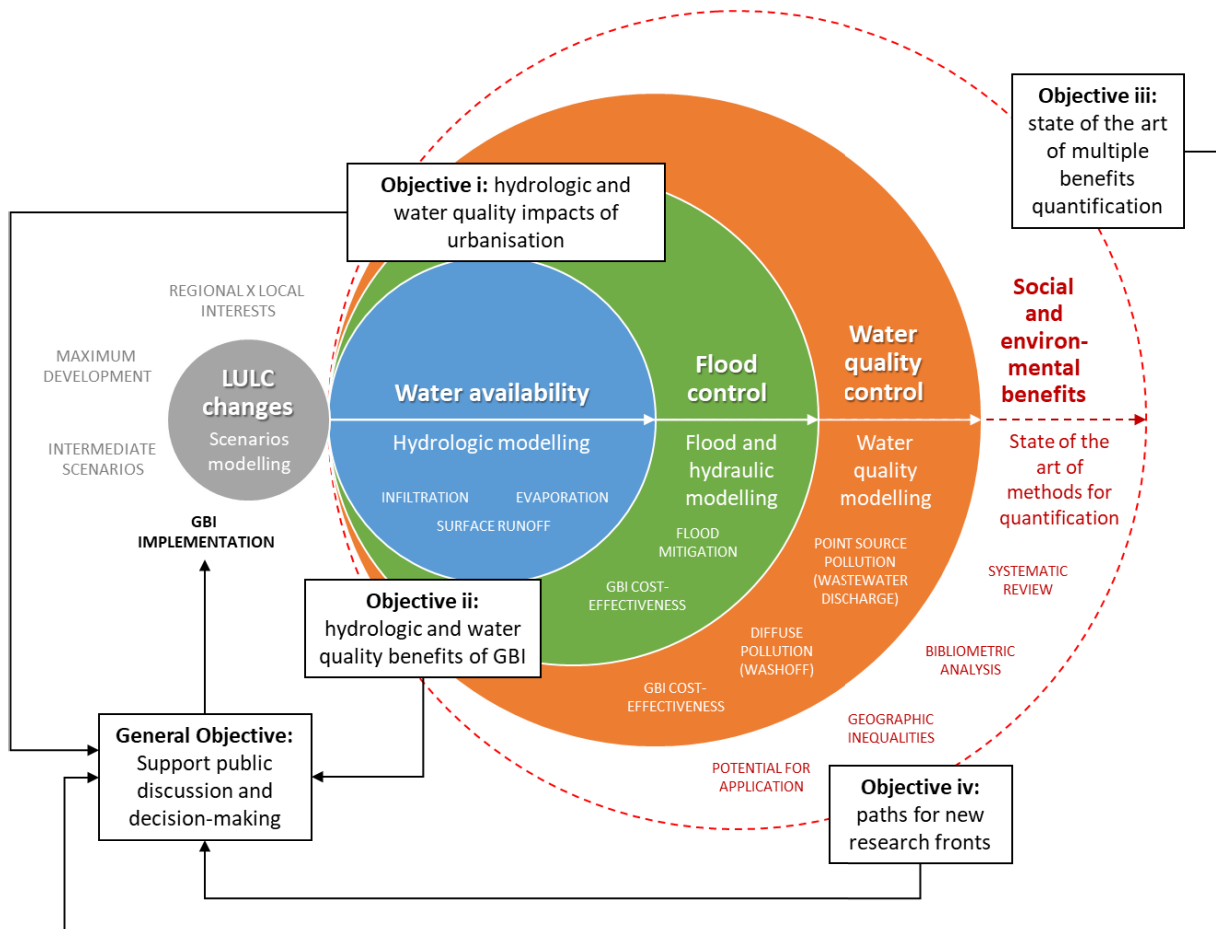 Objective iii:
state of the art
of multiple
benefits
quantification
Objective i: hydrologic and
water quality impacts of
urbanisation
REGIONAL X LOCAL
INTERESTS
MAXIMUM
DEVELOPMENT
INTERMEDIATE
SCENARIOS
LULC
changes
Scenarios
modelling
GBI
IMPLEMENTATION
Water availability
Hydrologic modelling
INFILTRATION
EVAPORATION
SURFACE RUNOFF
Flood
control
Flood and
hydraulic
modelling
FLOOD
MITIGATION
GBI COST-
EFFECTIVENESS
Water
quality
control
Water
quality
modelling
POINT SOURCE
POLLUTION
(WASTEWATER
DISCHARGE)
DIFFUSE
POLLUTION
(WASHOFF)
GBI COST-
EFFECTIVENESS
Social
and
environ-
mental
benefits
State of the
art of
methods for
quantification
SYSTEMATIC
REVIEW
BIBLIOMETRIC
ANALYSIS
GEOGRAPHIC
INEQUALITIES
POTENTIAL FOR
APPLICATION
Objective ii:
hydrologic and water
quality benefits of GBI
General Objective:
Support public
discussion and
decision-making
Objective iv:
paths for new
research fronts